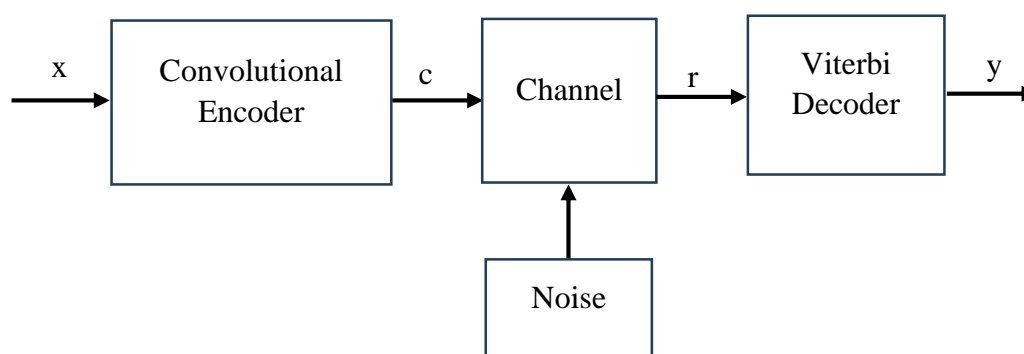 x
Convolutional
Encoder
c
Channel
r
Viterbi
Decoder
y
Noise